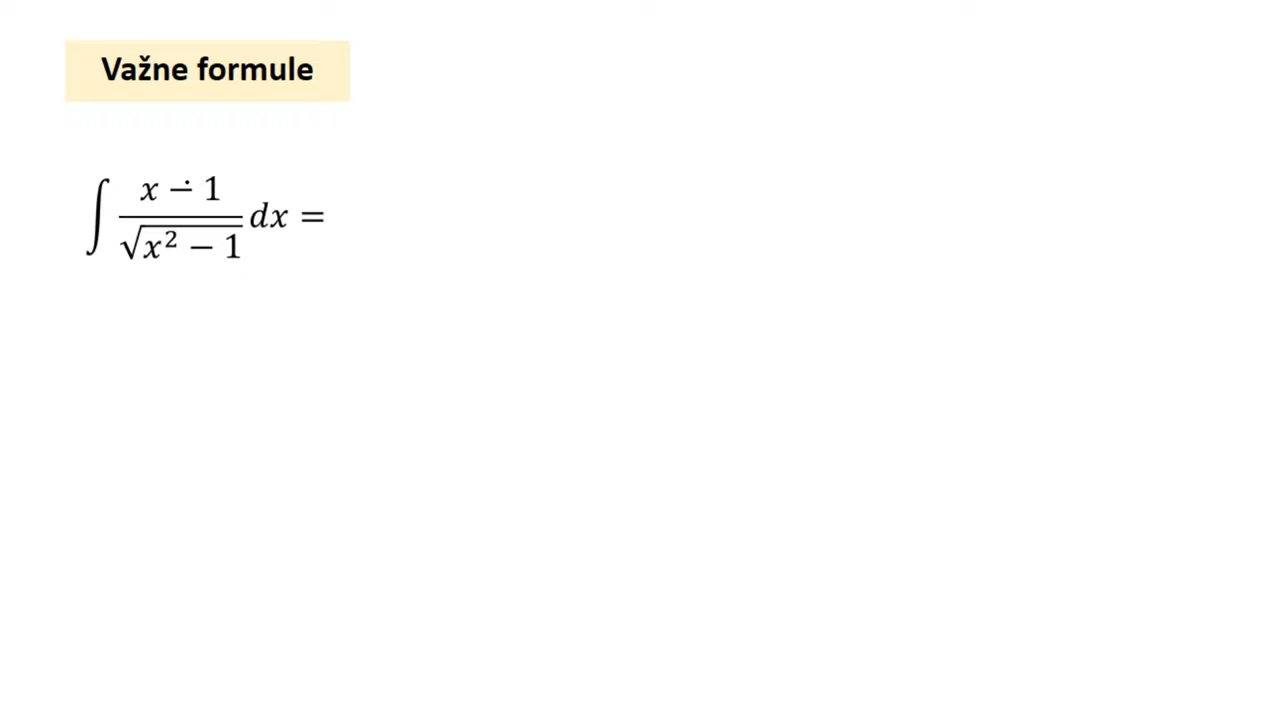 Važne formule
∫ (x ∸ 1)/√(x² − 1) dx =